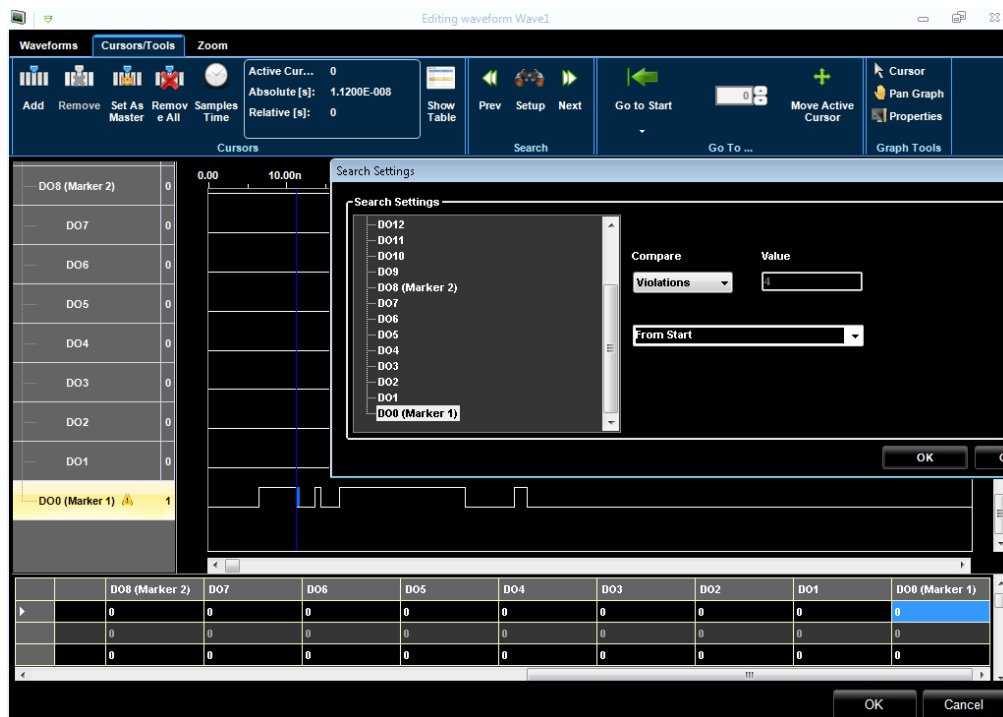 Editing waveform Wave1
Waveforms
Cursors/Tools
Zoom
Add
Remove
Set As
Master
Remov
e All
Samples
Time
Active Cur... 0
Absolute [s]: 1.1200E-008
Relative [s]: 0
Show
Table
Cursors
Prev
Setup
Next
Search
Go to Start
0
Move Active
Cursor
Go To ...
Cursor
Pan Graph
Properties
Graph Tools
DO8 (Marker 2) 0
DO7 0
DO6 0
DO5 0
DO4 0
DO3 0
DO2 0
DO1 0
DO0 (Marker 1) 1
0.00 10.00n
Search Settings
Search Settings
DO12
DO11
DO10
DO9
DO8 (Marker 2)
DO7
DO6
DO5
DO4
DO3
DO2
DO1
DO0 (Marker 1)
Compare Value
Violations 4
From Start
OK
DO8 (Marker 2) DO7 DO6 DO5 DO4 DO3 DO2 DO1 DO0 (Marker 1)
0 0 0 0 0 0 0 0 0
0 0 0 0 0 0 0 0 0
0 0 0 0 0 0 0 0 0
OK Cancel